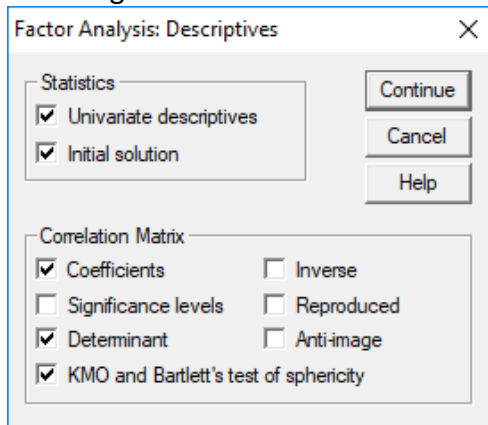 Factor Analysis: Descriptives
Statistics
Univariate descriptives
Initial solution
Continue
Cancel
Help
Correlation Matrix
Coefficients Inverse
Significance levels Reproduced
Determinant Anti-image
KMO and Bartlett's test of sphericity